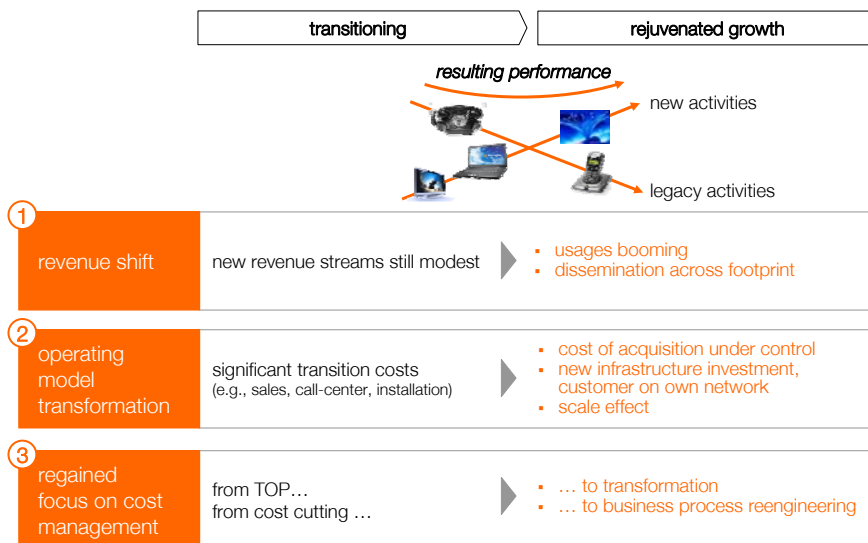 transitioning
rejuvenated growth
resulting performance
new activities
legacy activities
1
revenue shift
new revenue streams still modest
▪ usages booming
▪ dissemination across footprint
2
operating
model
transformation
significant transition costs
(e.g., sales, call-center, installation)
▪ cost of acquisition under control
▪ new infrastructure investment,
customer on own network
▪ scale effect
3
regained
focus on cost
management
from TOP…
from cost cutting …
▪ … to transformation
▪ … to business process reengineering